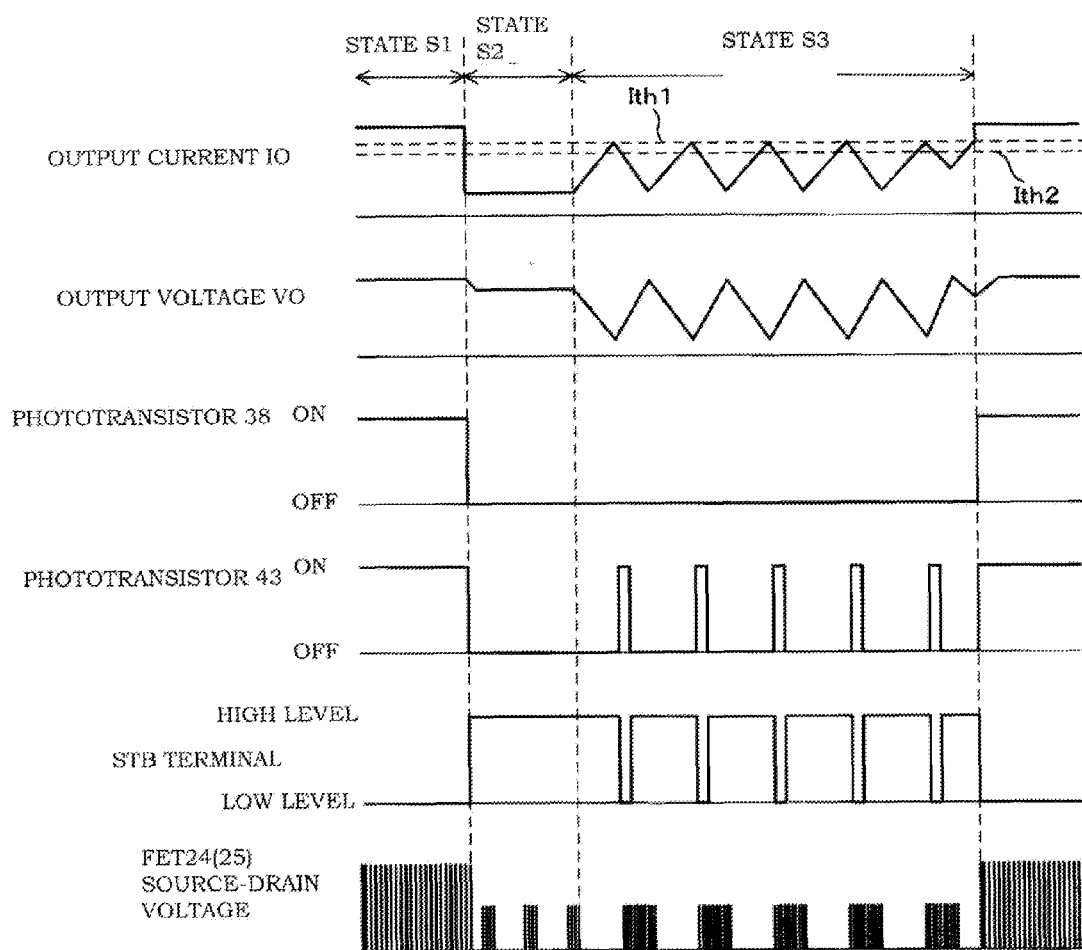 STATE S1
STATE
S2
STATE S3
Ith1
OUTPUT CURRENT IO
Ith2
OUTPUT VOLTAGE VO
PHOTOTRANSISTOR 38
ON
OFF
PHOTOTRANSISTOR 43
ON
OFF
HIGH LEVEL
STB TERMINAL
LOW LEVEL
FET24(25)
SOURCE-DRAIN
VOLTAGE